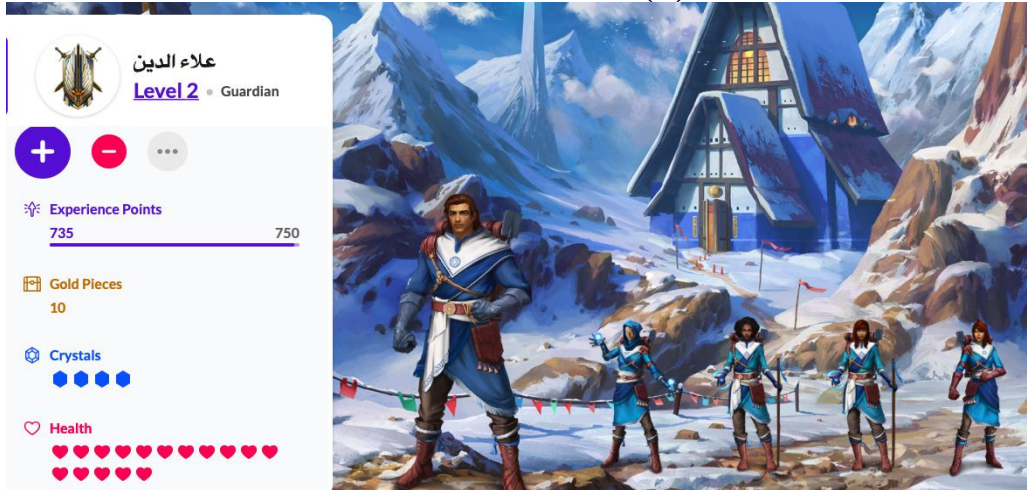 علاء الدين
Level 2 • Guardian
Experience Points
735 750
Gold Pieces
10
Crystals
Health